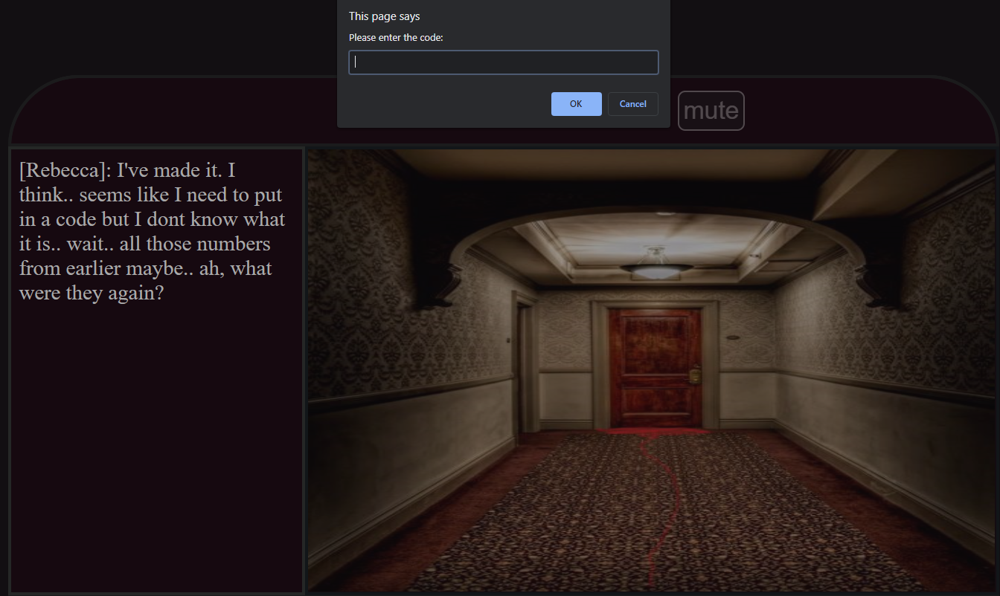 This page says
Please enter the code:
OK
Cancel
mute
[Rebecca]: I've made it. I
think.. seems like I need to put
in a code but I dont know what
it is.. wait.. all those numbers
from earlier maybe.. ah, what
were they again?